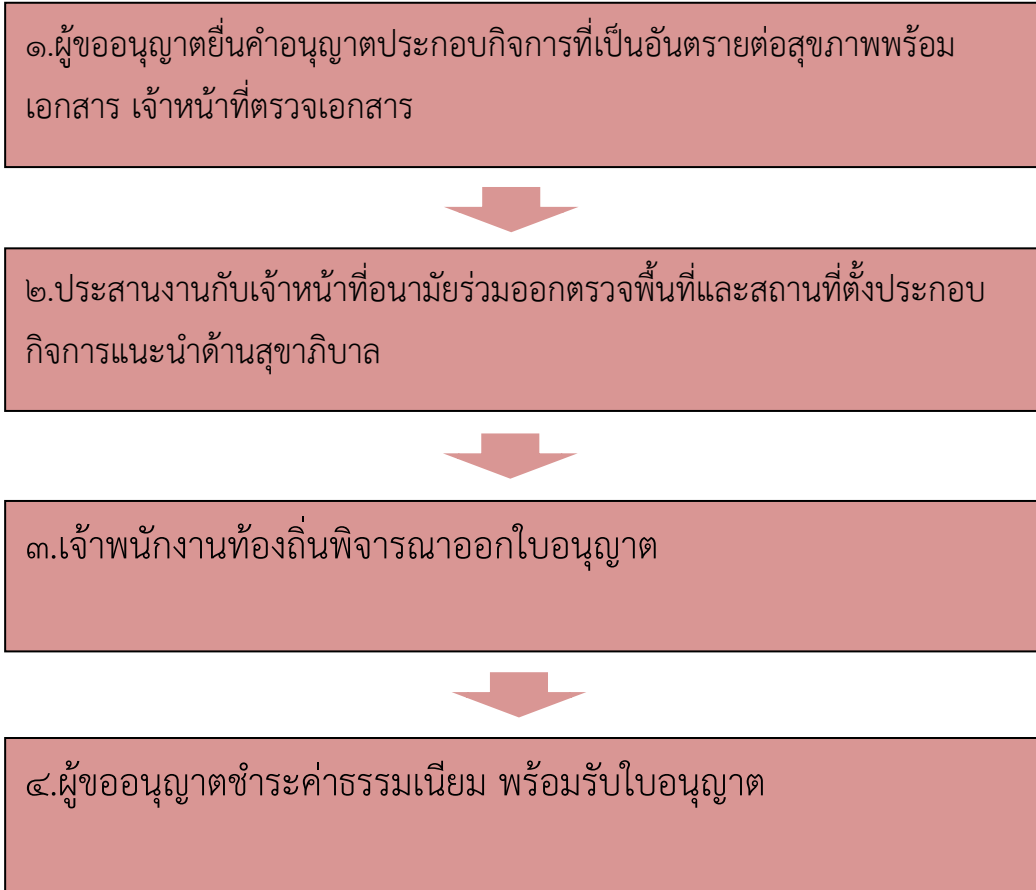 ๑.ผู้ขออนุญาตยื่นคำอนุญาตประกอบกิจการที่เป็นอันตรายต่อสุขภาพพร้อม
เอกสาร เจ้าหน้าที่ตรวจเอกสาร
๒.ประสานงานกับเจ้าหน้าที่อนามัยร่วมออกตรวจพื้นที่และสถานที่ตั้งประกอบ
กิจการแนะนำด้านสุขาภิบาล
๓.เจ้าพนักงานท้องถิ่นพิจารณาออกใบอนุญาต
๔.ผู้ขออนุญาตชำระค่าธรรมเนียม พร้อมรับใบอนุญาต